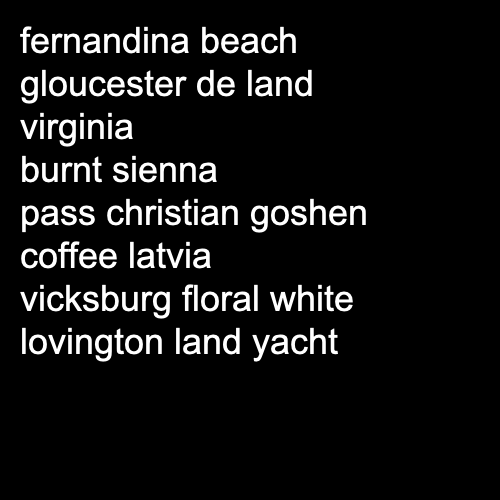 fernandina beach
gloucester de land
virginia
burnt sienna
pass christian goshen
coffee latvia
vicksburg floral white
lovington land yacht